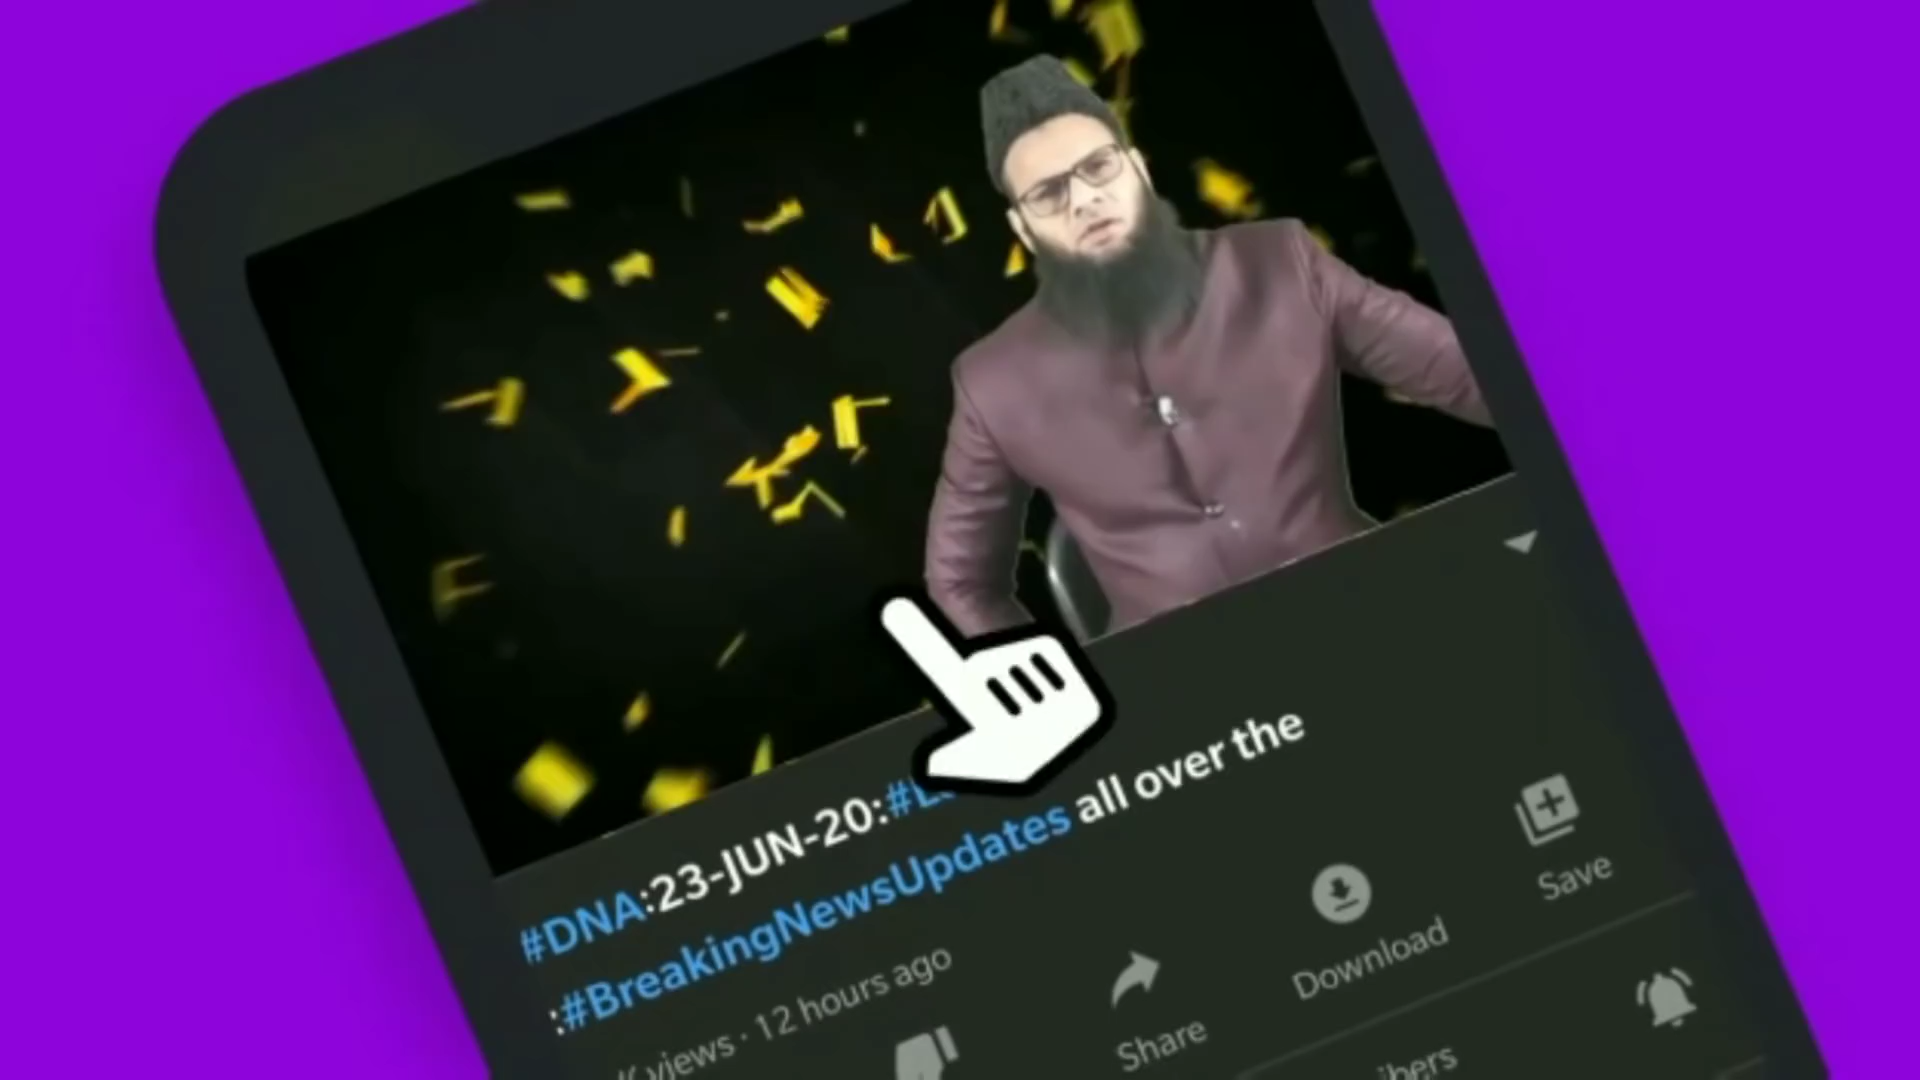 #DNA:23-JUN-20:
:#BreakingNewsUpdates all over the
views · 12 hours ago
Share
Download
Save